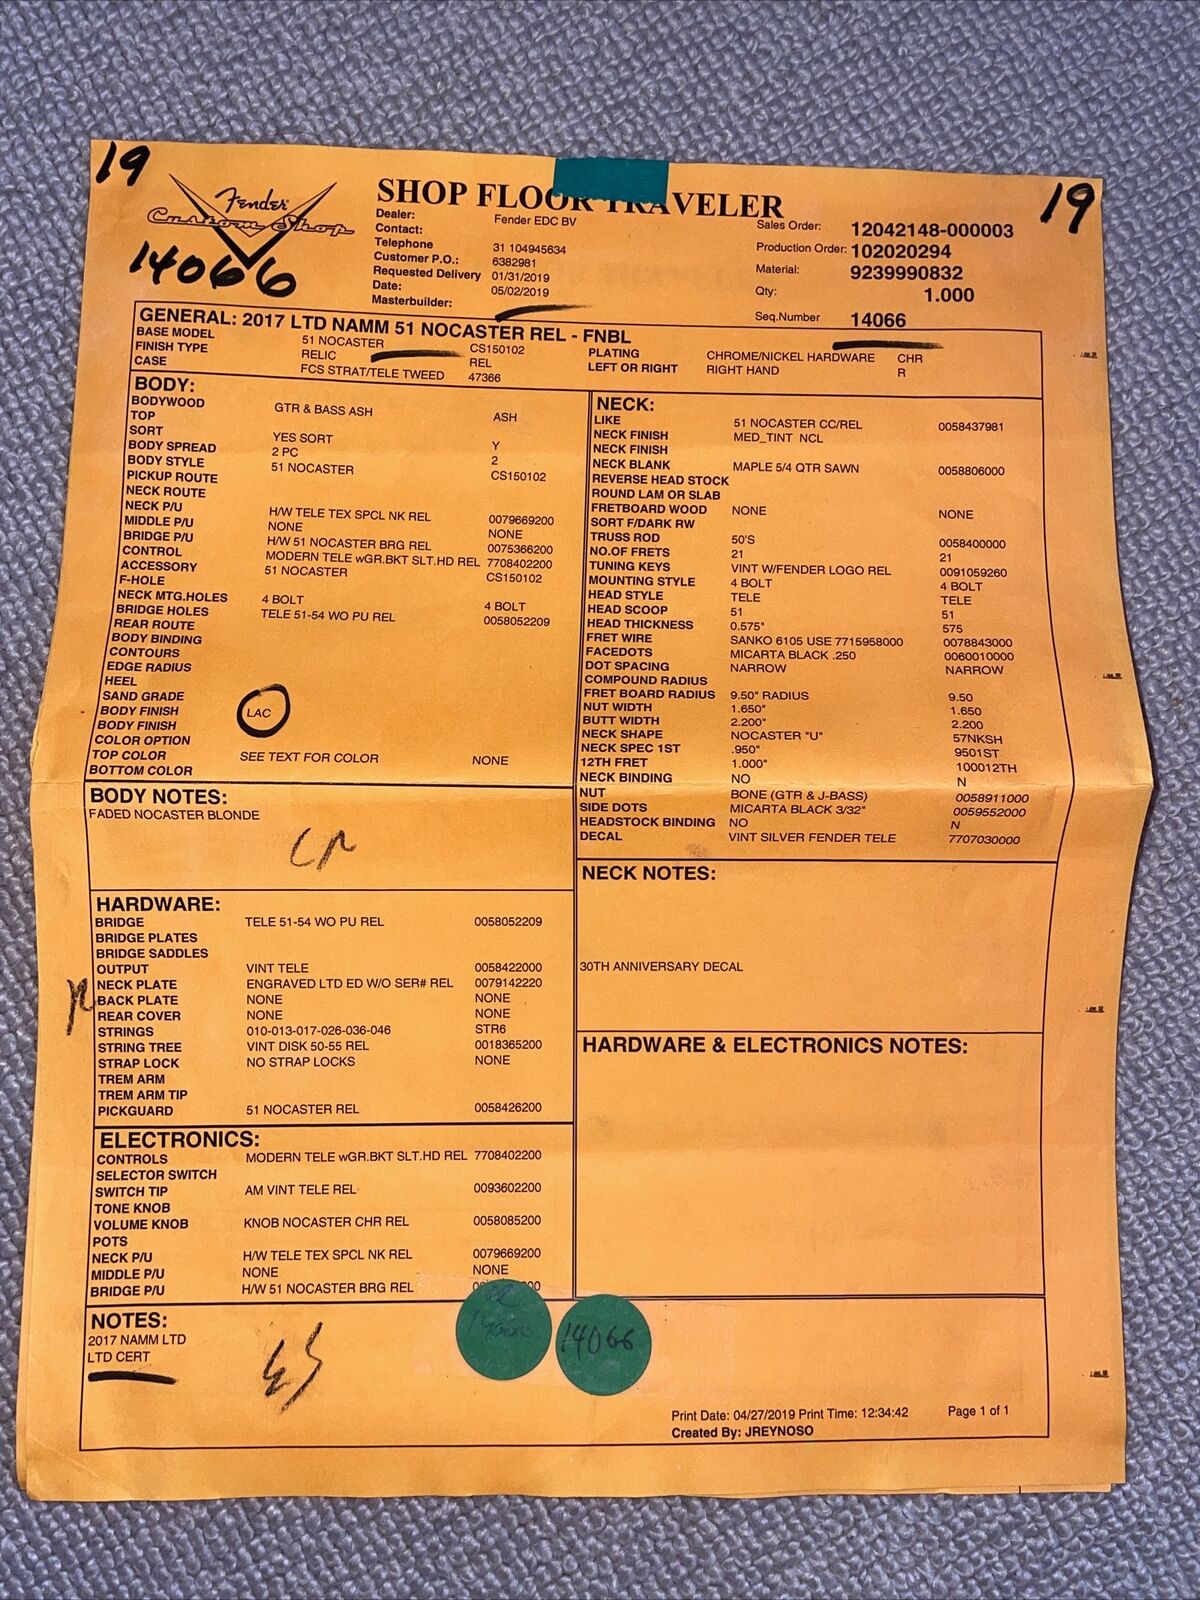 19
19
Fender
Custom Shop
14066
SHOP FLOOR TRAVELER
Dealer: Fender EDC BV
Contact:
Telephone 31 104945634
Customer P.O.: 6382981
Requested Delivery 01/31/2019
Date: 05/02/2019
Masterbuilder:
Sales Order: 12042148-000003
Production Order: 102020294
Material: 9239990832
Qty: 1.000
Seq.Number 14066
GENERAL: 2017 LTD NAMM 51 NOCASTER REL - FNBL
BASE MODEL 51 NOCASTER CS150102 PLATING CHROME/NICKEL HARDWARE CHR
FINISH TYPE RELIC REL LEFT OR RIGHT RIGHT HAND R
CASE FCS STRAT/TELE TWEED 47366
BODY:
BODYWOOD GTR & BASS ASH ASH
TOP
SORT YES SORT Y
BODY SPREAD 2 PC 2
BODY STYLE 51 NOCASTER CS150102
PICKUP ROUTE
NECK ROUTE
NECK P/U H/W TELE TEX SPCL NK REL 0079669200
MIDDLE P/U NONE NONE
BRIDGE P/U H/W 51 NOCASTER BRG REL 0075366200
CONTROL MODERN TELE wGR.BKT SLT.HD REL 7708402200
ACCESSORY 51 NOCASTER CS150102
F-HOLE
NECK MTG.HOLES 4 BOLT 4 BOLT
BRIDGE HOLES TELE 51-54 WO PU REL 0058052209
REAR ROUTE
BODY BINDING
CONTOURS
EDGE RADIUS
HEEL
SAND GRADE
BODY FINISH LAC
BODY FINISH
COLOR OPTION
TOP COLOR SEE TEXT FOR COLOR NONE
BOTTOM COLOR
NECK:
LIKE 51 NOCASTER CC/REL 0058437981
NECK FINISH MED_TINT NCL
NECK FINISH
NECK BLANK MAPLE 5/4 QTR SAWN 0058806000
REVERSE HEAD STOCK
ROUND LAM OR SLAB
FRETBOARD WOOD NONE NONE
SORT F/DARK RW
TRUSS ROD 50'S 0058400000
NO.OF FRETS 21 21
TUNING KEYS VINT W/FENDER LOGO REL 0091059260
MOUNTING STYLE 4 BOLT 4 BOLT
HEAD STYLE TELE TELE
HEAD SCOOP 51 51
HEAD THICKNESS 0.575" 575
FRET WIRE SANKO 6105 USE 7715958000 0078843000
FACEDOTS MICARTA BLACK .250 0060010000
DOT SPACING NARROW NARROW
COMPOUND RADIUS
FRET BOARD RADIUS 9.50" RADIUS 9.50
NUT WIDTH 1.650" 1.650
BUTT WIDTH 2.200" 2.200
NECK SHAPE NOCASTER "U" 57NKSH
NECK SPEC 1ST .950" 9501ST
12TH FRET 1.000" 100012TH
NECK BINDING NO N
NUT BONE (GTR & J-BASS) 0058911000
SIDE DOTS MICARTA BLACK 3/32" 0059552000
HEADSTOCK BINDING NO N
DECAL VINT SILVER FENDER TELE 7707030000
BODY NOTES:
FADED NOCASTER BLONDE
NECK NOTES:
30TH ANNIVERSARY DECAL
HARDWARE:
BRIDGE TELE 51-54 WO PU REL 0058052209
BRIDGE PLATES
BRIDGE SADDLES
OUTPUT VINT TELE 0058422000
NECK PLATE ENGRAVED LTD ED W/O SER# REL 0079142220
BACK PLATE NONE NONE
REAR COVER NONE NONE
STRINGS 010-013-017-026-036-046 STR6
STRING TREE VINT DISK 50-55 REL 0018365200
STRAP LOCK NO STRAP LOCKS NONE
TREM ARM
TREM ARM TIP
PICKGUARD 51 NOCASTER REL 0058426200
HARDWARE & ELECTRONICS NOTES:
ELECTRONICS:
CONTROLS MODERN TELE wGR.BKT SLT.HD REL 7708402200
SELECTOR SWITCH
SWITCH TIP AM VINT TELE REL 0093602200
TONE KNOB
VOLUME KNOB KNOB NOCASTER CHR REL 0058085200
POTS
NECK P/U H/W TELE TEX SPCL NK REL 0079669200
MIDDLE P/U NONE NONE
BRIDGE P/U H/W 51 NOCASTER BRG REL
NOTES:
2017 NAMM LTD
LTD CERT
14066
Print Date: 04/27/2019 Print Time: 12:34:42 Page 1 of 1
Created By: JREYNOSO